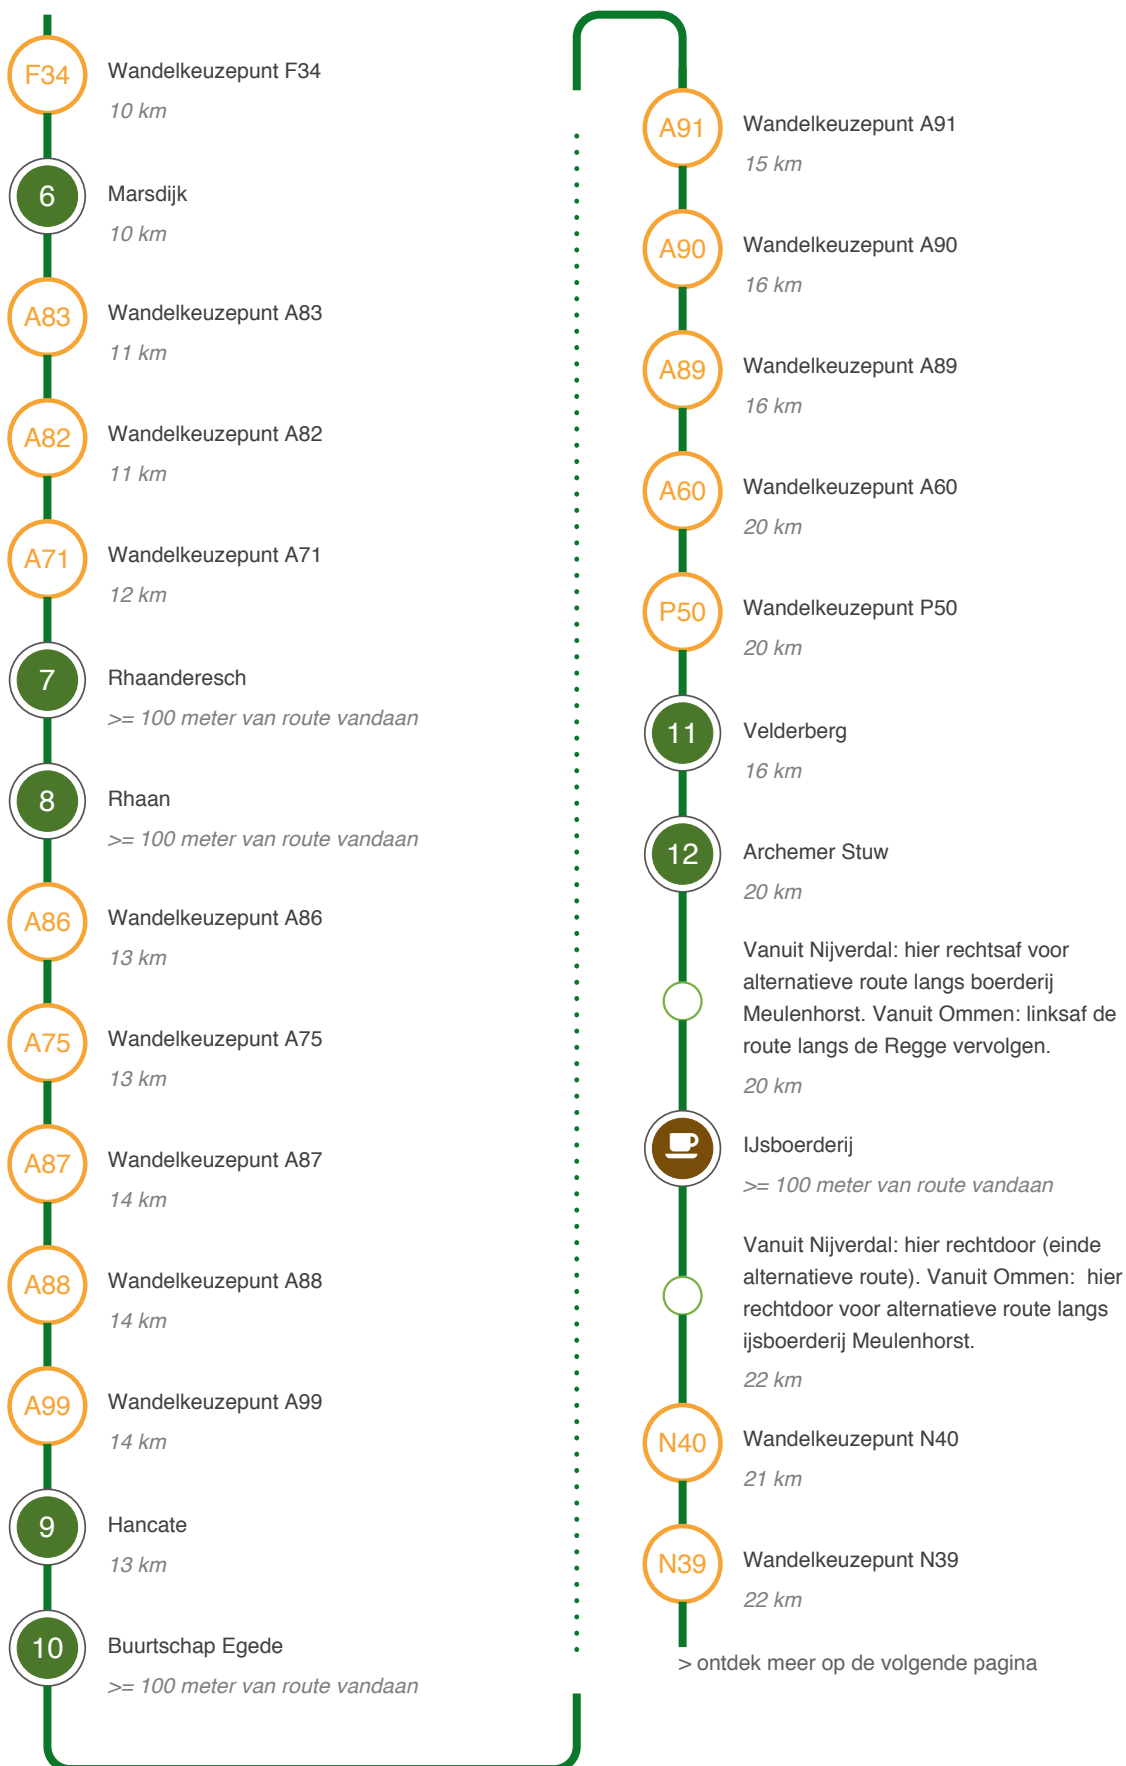 F34
Wandelkeuzepunt F34
10 km
6
Marsdijk
10 km
A83
Wandelkeuzepunt A83
11 km
A82
Wandelkeuzepunt A82
11 km
A71
Wandelkeuzepunt A71
12 km
7
Rhaanderesch
>= 100 meter van route vandaan
8
Rhaan
>= 100 meter van route vandaan
A86
Wandelkeuzepunt A86
13 km
A75
Wandelkeuzepunt A75
13 km
A87
Wandelkeuzepunt A87
14 km
A88
Wandelkeuzepunt A88
14 km
A99
Wandelkeuzepunt A99
14 km
9
Hancate
13 km
10
Buurtschap Egede
>= 100 meter van route vandaan
A91
Wandelkeuzepunt A91
15 km
A90
Wandelkeuzepunt A90
16 km
A89
Wandelkeuzepunt A89
16 km
A60
Wandelkeuzepunt A60
20 km
P50
Wandelkeuzepunt P50
20 km
11
Velderberg
16 km
12
Archemer Stuw
20 km
Vanuit Nijverdal: hier rechtsaf voor
alternatieve route langs boerderij
Meulenhorst. Vanuit Ommen: linksaf de
route langs de Regge vervolgen.
20 km
IJsboerderij
>= 100 meter van route vandaan
Vanuit Nijverdal: hier rechtdoor (einde
alternatieve route). Vanuit Ommen:  hier
rechtdoor voor alternatieve route langs
ijsboerderij Meulenhorst.
22 km
N40
Wandelkeuzepunt N40
21 km
N39
Wandelkeuzepunt N39
22 km
> ontdek meer op de volgende pagina